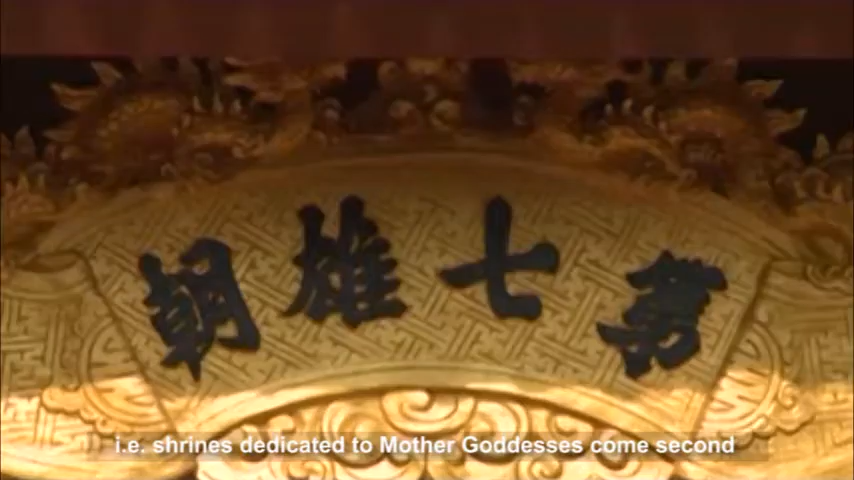 第七雄朝
i.e. shrines dedicated to Mother Goddesses come second